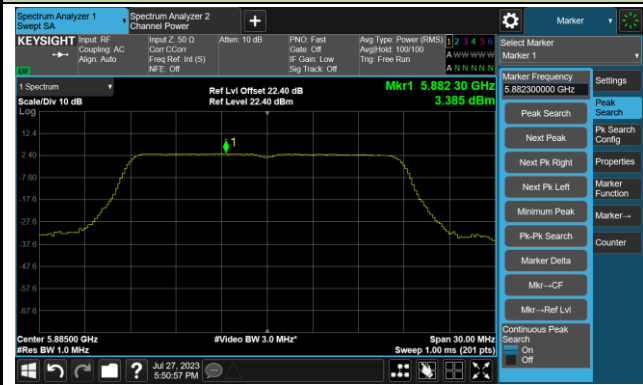 Spectrum Analyzer 1
Swept SA
Spectrum Analyzer 2
Channel Power
+
Marker
KEYSIGHT
Input: RF
Coupling: AC
Align: Auto
Input Z: 50 Ω
Corr CCorr
Freq Ref: Int (S)
NFE: Off
Atten: 10 dB
PNO: Fast
Gate: Off
IF Gain: Low
Sig Track: Off
Avg Type: Power (RMS)
Avg|Hold: 100/100
Trig: Free Run
1 2 3 4 5 6
A W W W W W
A N N N N N
LXI
Select Marker
Marker 1
1 Spectrum
Scale/Div 10 dB
Log
Ref Lvl Offset 22.40 dB
Ref Level 22.40 dBm
Mkr1 5.882 30 GHz
3.385 dBm
1
12.4
2.40
-7.60
-17.6
-27.6
-37.6
-47.6
-57.6
-67.6
Center 5.88500 GHz
#Res BW 1.0 MHz
#Video BW 3.0 MHz*
Span 30.00 MHz
Sweep 1.00 ms (201 pts)
Marker Frequency
5.882300000 GHz
Peak Search
Next Peak
Next Pk Right
Next Pk Left
Minimum Peak
Pk-Pk Search
Marker Delta
Mkr→CF
Mkr→Ref Lvl
Continuous Peak
Search
On
Off
Settings
Peak
Search
Pk Search
Config
Properties
Marker
Function
Marker→
Counter
?
Jul 27, 2023
5:50:57 PM